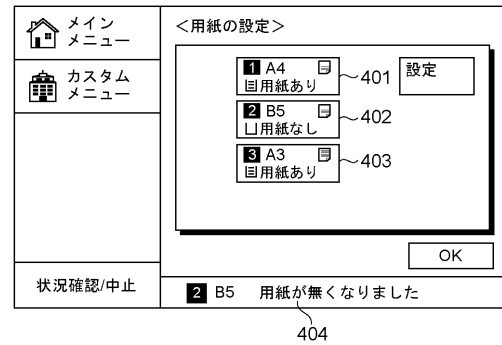 メイン
メニュー
カスタム
メニュー
状況確認/中止
＜用紙の設定＞
1 A4
用紙あり
401
設定
2 B5
用紙なし
402
3 A3
用紙あり
403
OK
2 B5 用紙が無くなりました
404